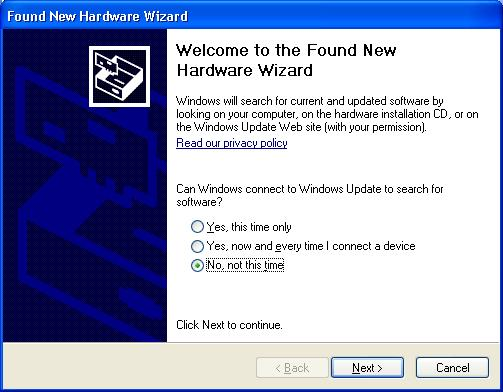 Found New Hardware Wizard
Welcome to the Found New
Hardware Wizard
Windows will search for current and updated software by
looking on your computer, on the hardware installation CD, or on
the Windows Update Web site (with your permission).
Read our privacy policy
Can Windows connect to Windows Update to search for
software?
Yes, this time only
Yes, now and every time I connect a device
No, not this time
Click Next to continue.
< Back
Next >
Cancel